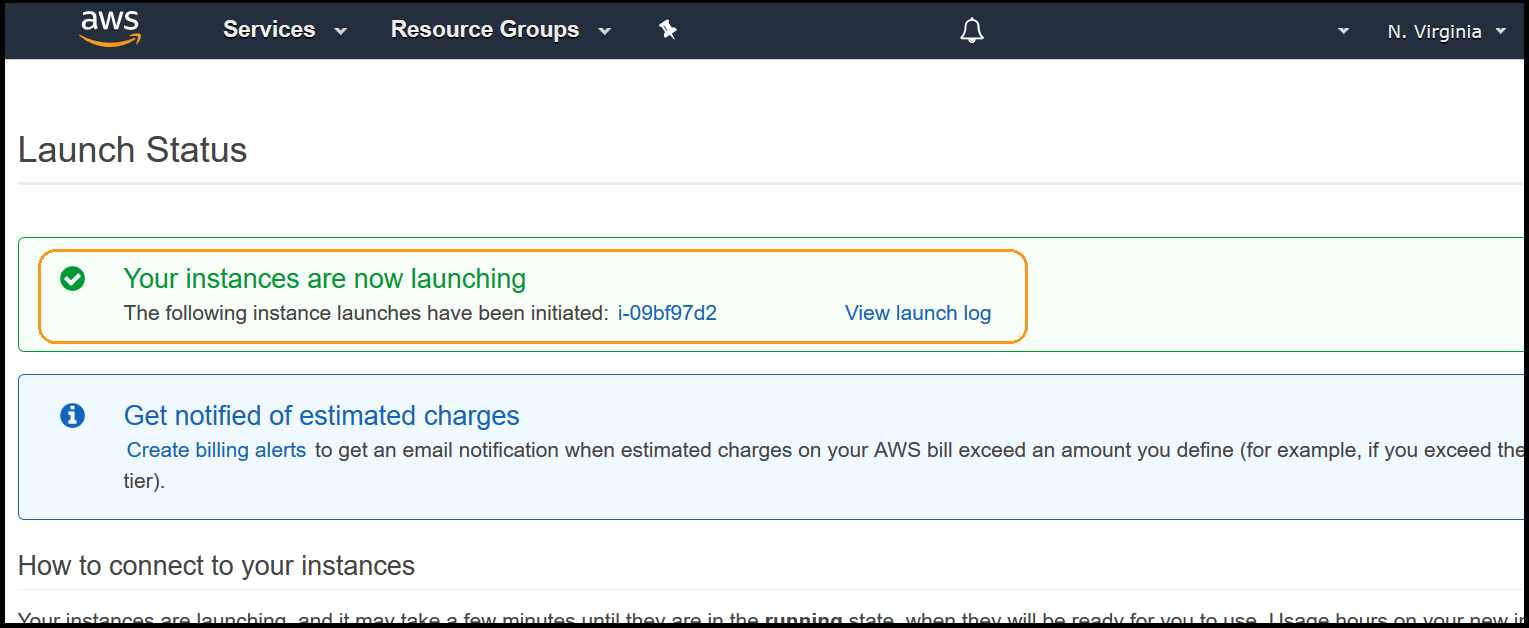 aws Services Resource Groups N. Virginia
Launch Status
Your instances are now launching
The following instance launches have been initiated: i-09bf97d2 View launch log
Get notified of estimated charges
Create billing alerts to get an email notification when estimated charges on your AWS bill exceed an amount you define (for example, if you exceed the
tier).
How to connect to your instances
Your instances are launching, and it may take a few minutes until they are in the running state, when they will be ready for you to use. Usage hours on your new